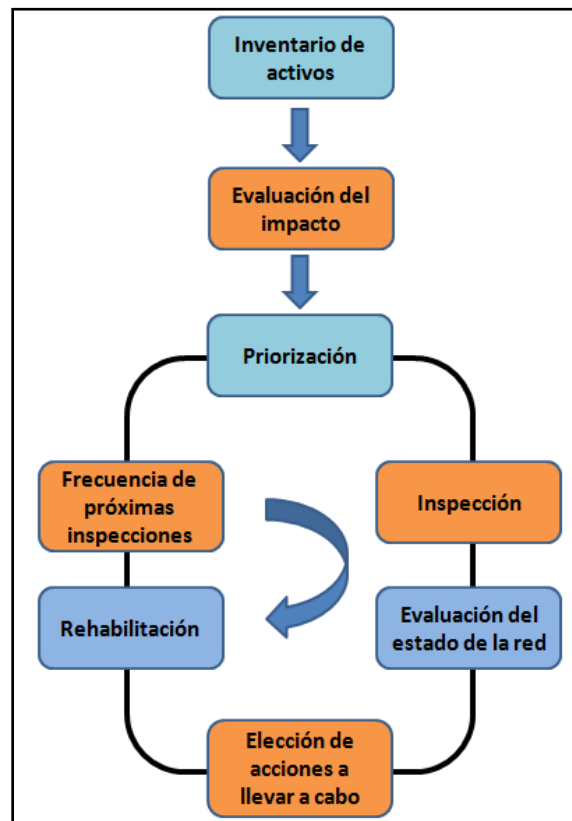 Inventario de
activos
Evaluación del
impacto
Priorización
Frecuencia de
próximas
inspecciones
Inspección
Rehabilitación
Evaluación del
estado de la red
Elección de
acciones a
llevar a cabo